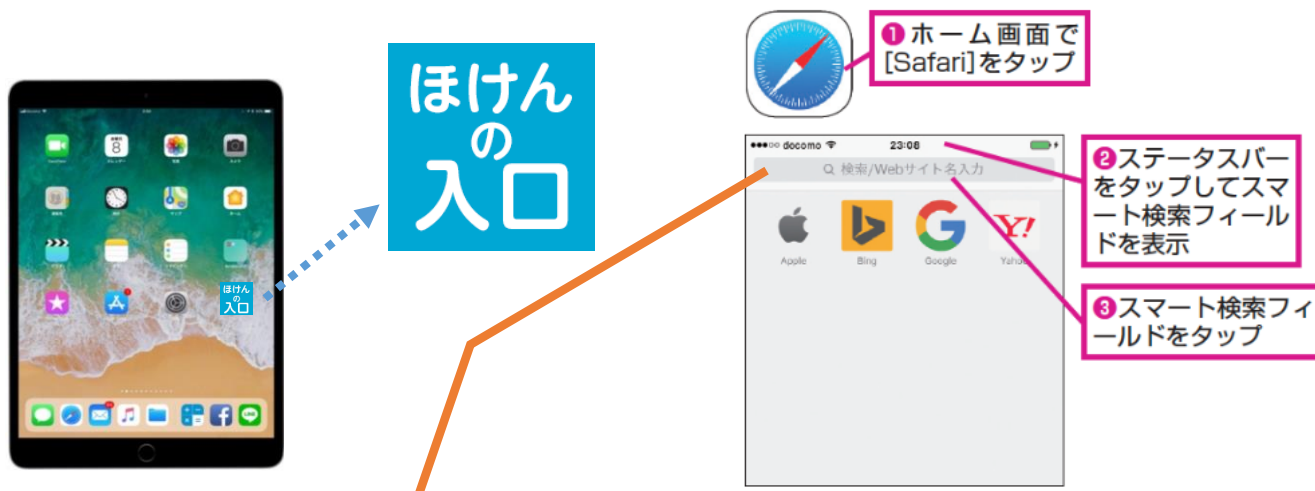 ほけん
の
入口
❶ホーム画面で
[Safari]をタップ
docomo
23:08
検索/Webサイト名入力
Apple
Bing
Google
Y!
❷ステータスバー
をタップしてスマ
ート検索フィール
ドを表示
❸スマート検索フィ
ールドをタップ
8
ほけん
の
入口